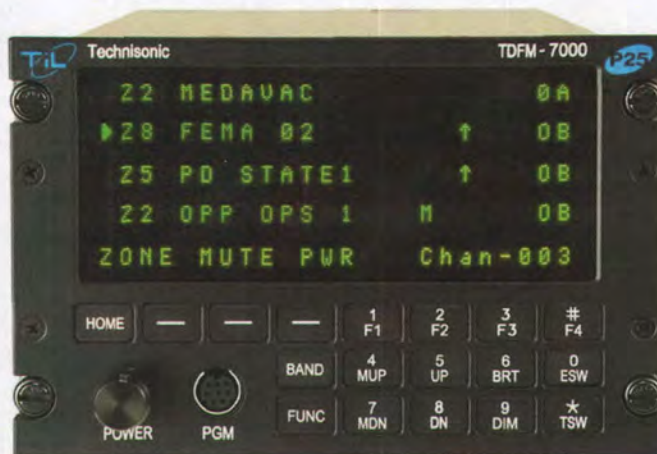 TiL Technisonic TDFM-7000 P25
Z2 MEDAVAC 0A
Z8 FEMA 02 ↑ 0B
Z5 PD STATE1 ↑ 0B
Z2 OPP OPS 1 M 0B
ZONE MUTE PWR Chan-003
HOME 1 2 3 #
F1 F2 F3 F4
BAND 4 5 6 0
MUP UP BRT ESW
FUNC 7 8 9 *
MDN DN DIM TSW
POWER PGM